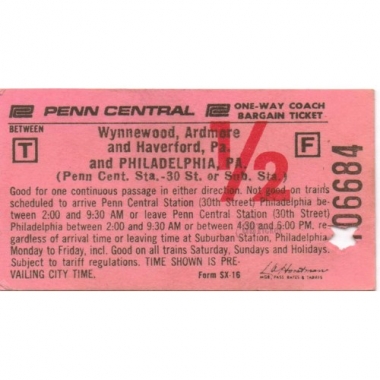 PENN CENTRAL
ONE-WAY COACH
BARGAIN TICKET
BETWEEN
T
F
1/2
Wynnewood, Ardmore
and Haverford, Pa.
and PHILADELPHIA, PA.
(Penn Cent. Sta.-30 St. or Sub. Sta.)
Good for one continuous passage in either direction. Not good on trains
scheduled to arrive Penn Central Station (30th Street) Philadelphia
between 2:00 and 9:30 AM or leave Penn Central Station (30th Street)
Philadelphia between 2:00 and 9:30 AM or between 4:30 and 6:00 PM, re-
gardless of arrival time or leaving time at Suburban Station, Philadelphia
Monday to Friday, incl. Good on all trains Saturdays, Sundays and Holidays.
Subject to tariff regulations. TIME SHOWN IS PRE-
VAILING CITY TIME.
Form SX-16
06684